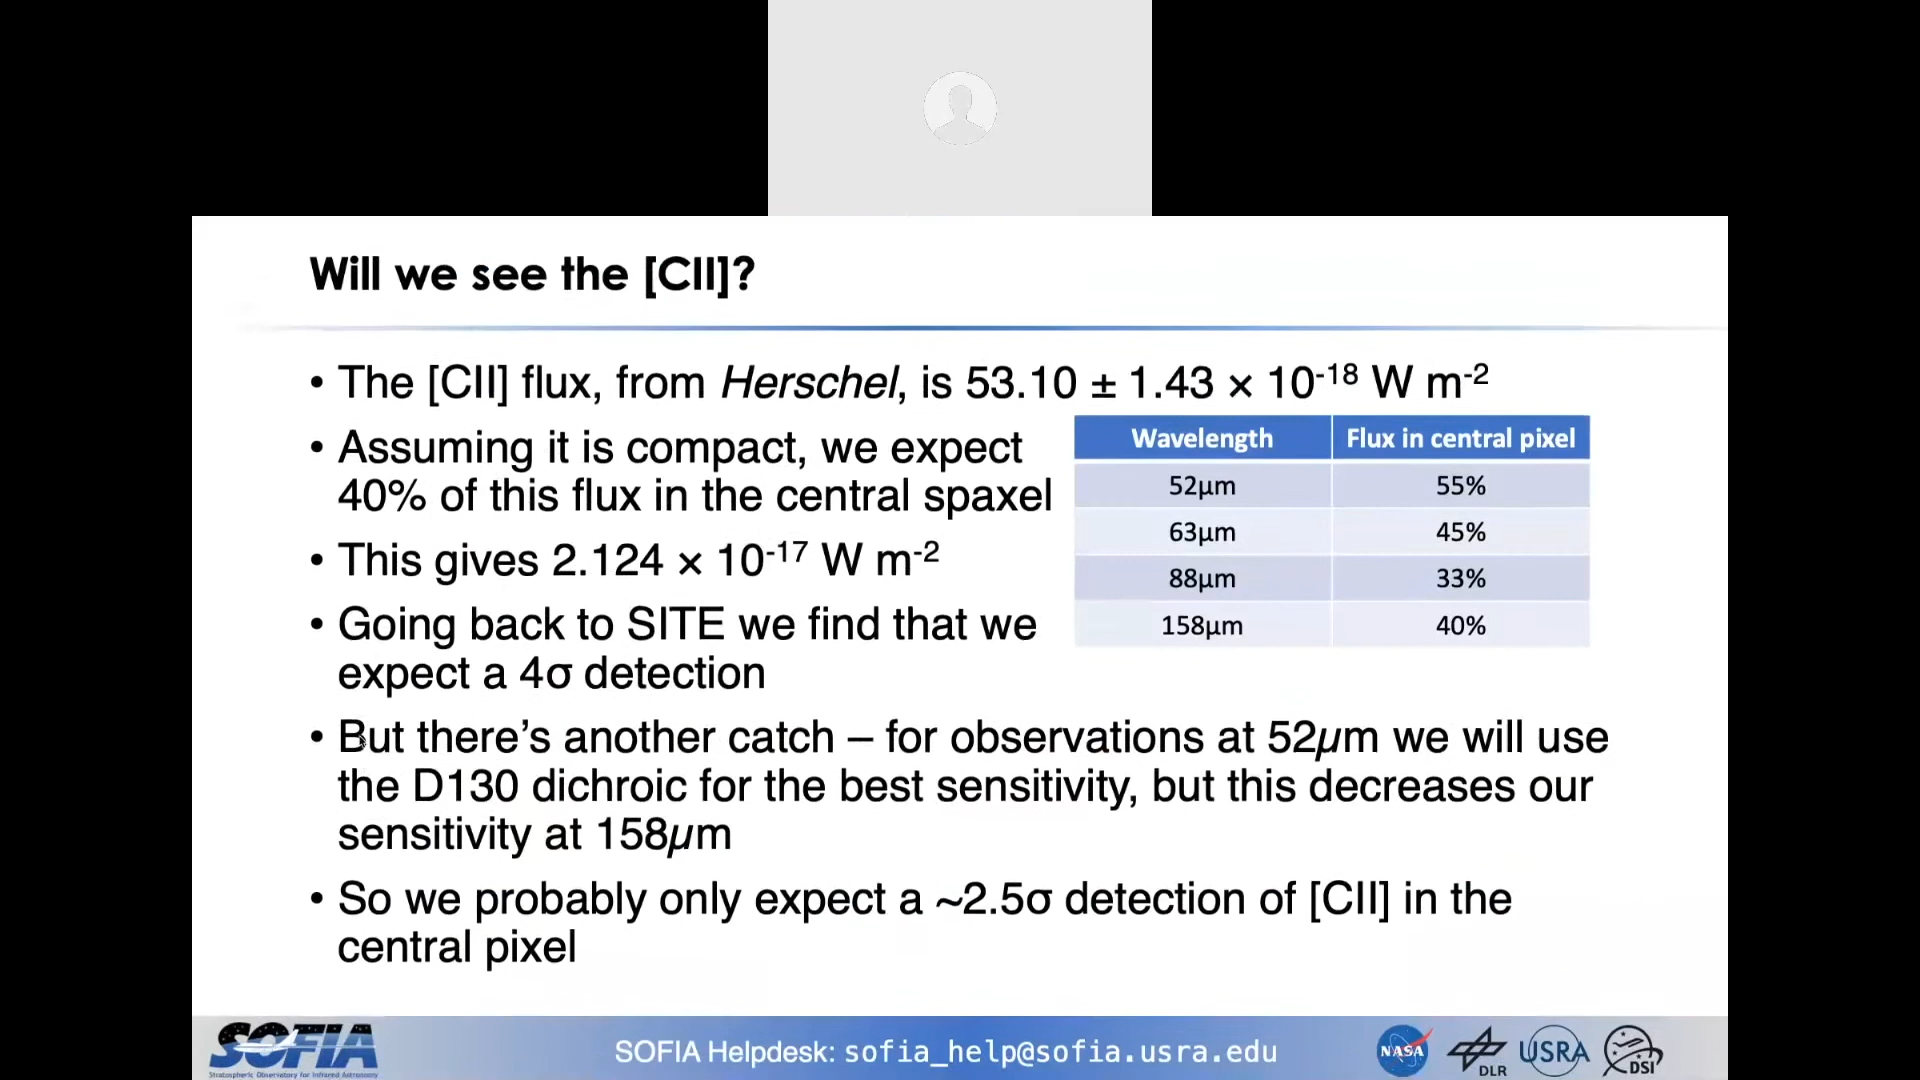 Will we see the [CII]?
• The [CII] flux, from Herschel, is 53.10 ± 1.43 × 10⁻¹⁸ W m⁻²
• Assuming it is compact, we expect
40% of this flux in the central spaxel
• This gives 2.124 × 10⁻¹⁷ W m⁻²
• Going back to SITE we find that we
expect a 4σ detection
Wavelength Flux in central pixel
52µm 55%
63µm 45%
88µm 33%
158µm 40%
• But there's another catch – for observations at 52µm we will use
the D130 dichroic for the best sensitivity, but this decreases our
sensitivity at 158µm
• So we probably only expect a ~2.5σ detection of [CII] in the
central pixel
SOFIA
Stratospheric Observatory for Infrared Astronomy
SOFIA Helpdesk: sofia_help@sofia.usra.edu
NASA
DLR
USRA
DSI